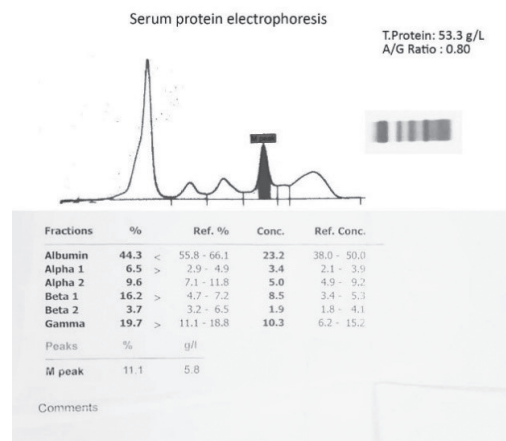 Serum protein electrophoresis
T.Protein: 53.3 g/L
A/G Ratio : 0.80
M peak
Fractions % Ref. % Conc. Ref. Conc.
Albumin 44.3 < 55.8 - 66.1 23.2 38.0 - 50.0
Alpha 1 6.5 > 2.9 - 4.9 3.4 2.1 - 3.9
Alpha 2 9.6 7.1 - 11.8 5.0 4.9 - 9.2
Beta 1 16.2 > 4.7 - 7.2 8.5 3.4 - 5.3
Beta 2 3.7 3.2 - 6.5 1.9 1.8 - 4.1
Gamma 19.7 > 11.1 - 18.8 10.3 6.2 - 15.2
Peaks % g/l
M peak 11.1 5.8
Comments